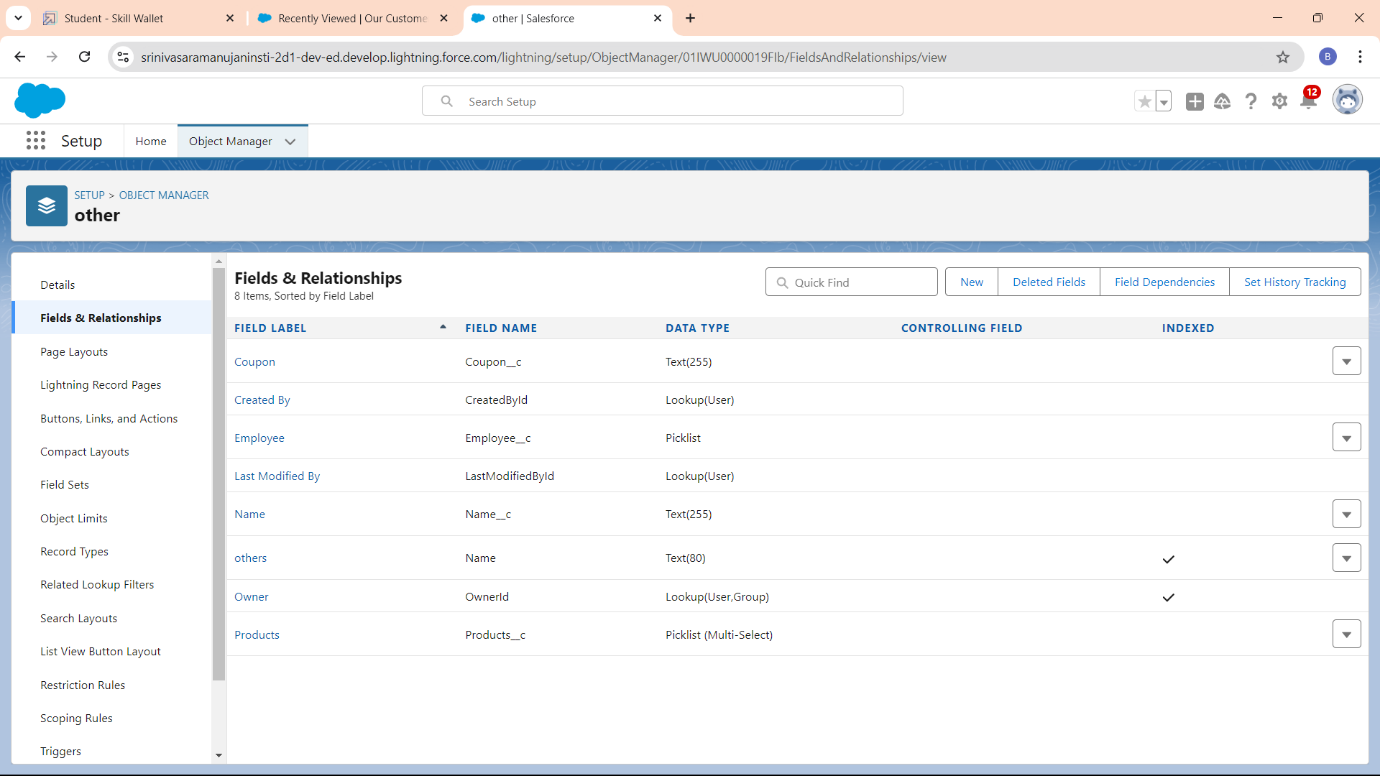 Student - Skill Wallet
Recently Viewed | Our Custome
other | Salesforce
srinivasaramanujaninsti-2d1-dev-ed.develop.lightning.force.com/lightning/setup/ObjectManager/01IWU0000019FIb/FieldsAndRelationships/view
B
Search Setup
12
Setup
Home
Object Manager
SETUP > OBJECT MANAGER
other
Details
Fields & Relationships
Page Layouts
Lightning Record Pages
Buttons, Links, and Actions
Compact Layouts
Field Sets
Object Limits
Record Types
Related Lookup Filters
Search Layouts
List View Button Layout
Restriction Rules
Scoping Rules
Triggers
Fields & Relationships
8 Items, Sorted by Field Label
Quick Find
New
Deleted Fields
Field Dependencies
Set History Tracking
FIELD LABEL FIELD NAME DATA TYPE CONTROLLING FIELD INDEXED
Coupon Coupon__c Text(255)
Created By CreatedById Lookup(User)
Employee Employee__c Picklist
Last Modified By LastModifiedById Lookup(User)
Name Name__c Text(255)
others Name Text(80)
Owner OwnerId Lookup(User,Group)
Products Products__c Picklist (Multi-Select)